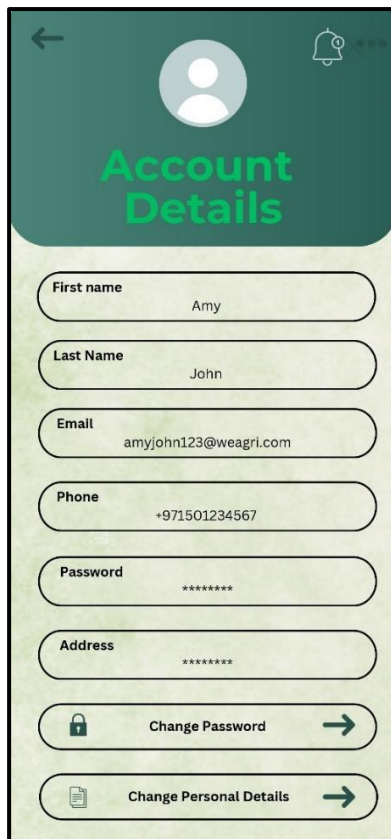 1
Account
Details
First name
Amy
Last Name
John
Email
amyjohn123@weagri.com
Phone
+971501234567
Password
********
Address
********
Change Password
Change Personal Details